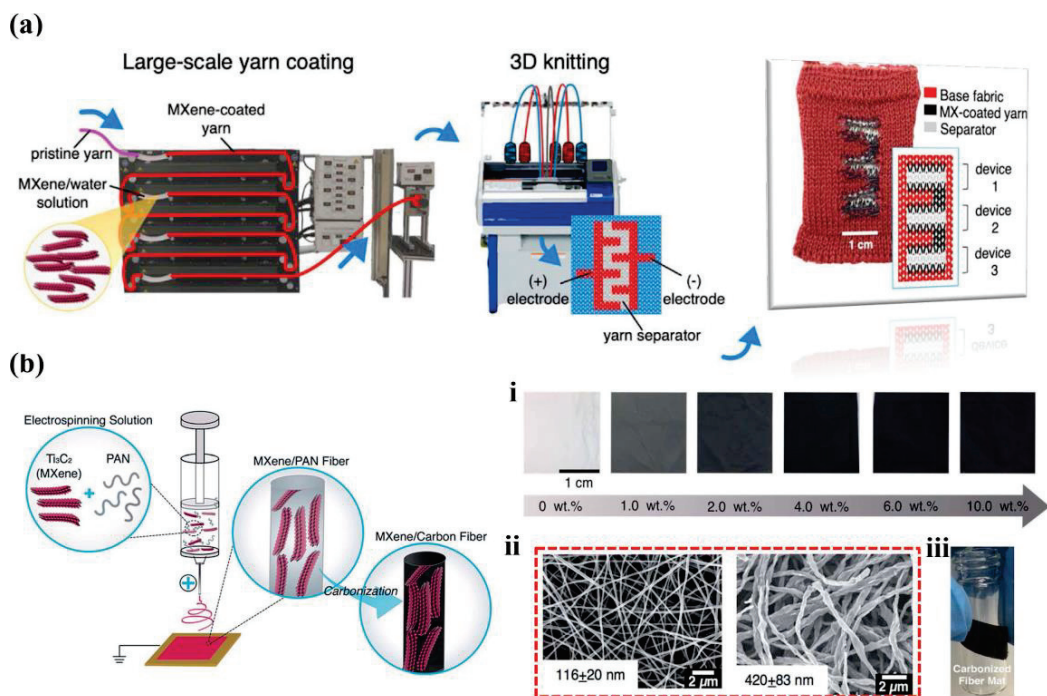 (a)
Large-scale yarn coating
MXene-coated
yarn
pristine yarn
MXene/water
solution
3D knitting
(+)
electrode
(-)
electrode
yarn separator
Base fabric
MX-coated yarn
Separator
device
1
device
2
device
3
1 cm
3
device
(b)
Electrospinning Solution
Ti₃C₂
(MXene)
+
PAN
+
MXene/PAN Fiber
Carbonization
MXene/Carbon Fiber
i
1 cm
0 wt.% 1.0 wt.% 2.0 wt.% 4.0 wt.% 6.0 wt.% 10.0 wt.%
ii
116±20 nm
2 µm
420±83 nm
2 µm
iii
Carbonized
Fiber Mat